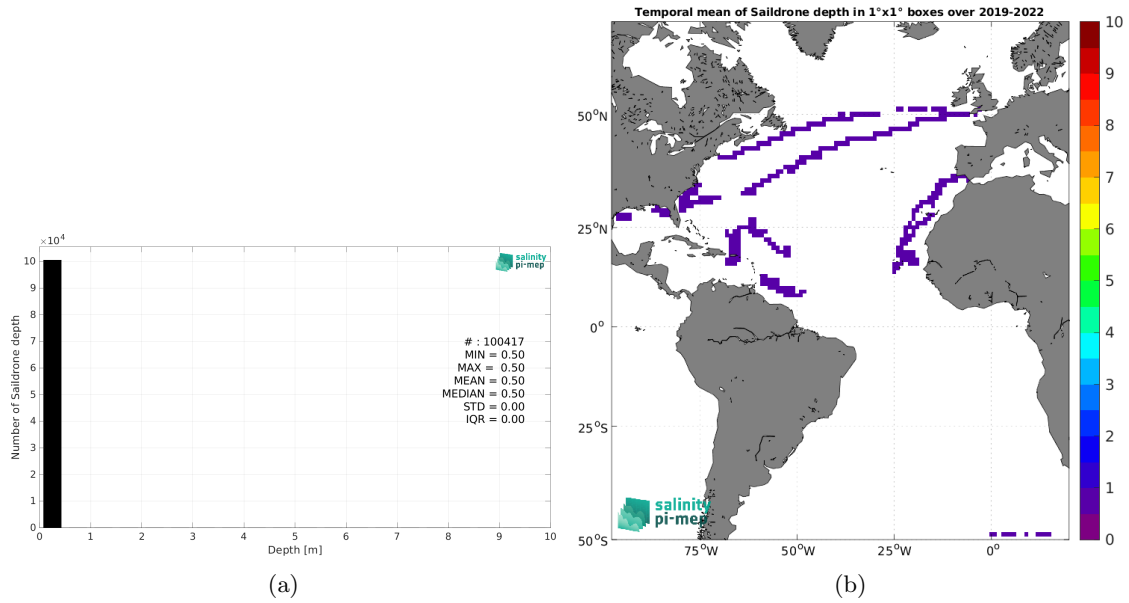 ×10⁴
10
9
8
7
6
5
4
3
2
1
0
Number of Saildrone depth
salinity
pi-mep
# : 100417
MIN = 0.50
MAX = 0.50
MEAN = 0.50
MEDIAN = 0.50
STD = 0.00
IQR = 0.00
0 1 2 3 4 5 6 7 8 9 10
Depth [m]
(a)
Temporal mean of Saildrone depth in 1°x1° boxes over 2019-2022
50°N
25°N
0°
25°S
50°S
75°W 50°W 25°W 0°
salinity
pi-mep
10
9
8
7
6
5
4
3
2
1
0
(b)